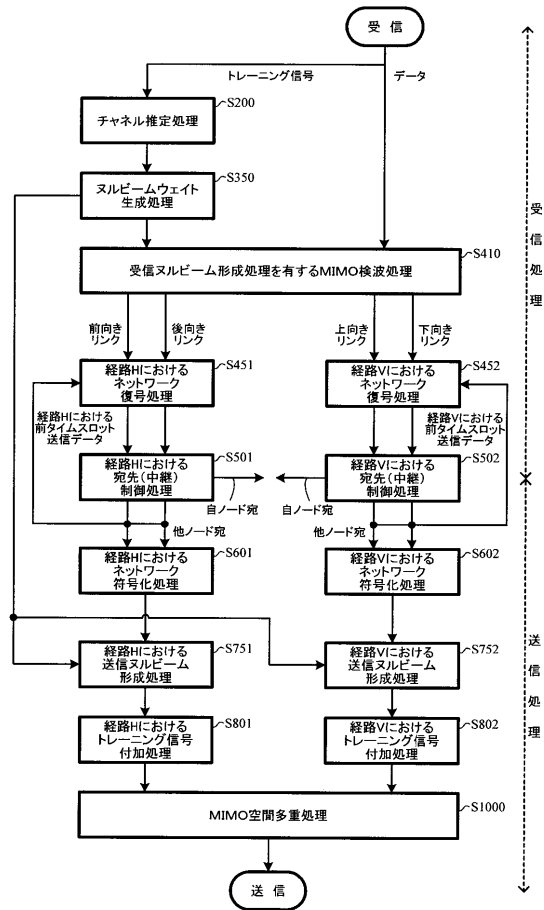 受信
トレーニング信号
データ
S200
チャネル推定処理
S350
ヌルビームウェイト
生成処理
S410
受信ヌルビーム形成処理を有するMIMO検波処理
前向き
リンク
後向き
リンク
上向き
リンク
下向き
リンク
S451
経路Hにおける
ネットワーク
復号処理
S452
経路Vにおける
ネットワーク
復号処理
経路Hにおける
前タイムスロット
送信データ
経路Vにおける
前タイムスロット
送信データ
S501
経路Hにおける
宛先(中継)
制御処理
S502
経路Vにおける
宛先(中継)
制御処理
自ノード宛
自ノード宛
他ノード宛
他ノード宛
S601
経路Hにおける
ネットワーク
符号化処理
S602
経路Vにおける
ネットワーク
符号化処理
S751
経路Hにおける
送信ヌルビーム
形成処理
S752
経路Vにおける
送信ヌルビーム
形成処理
S801
経路Hにおける
トレーニング信号
付加処理
S802
経路Vにおける
トレーニング信号
付加処理
S1000
MIMO空間多重処理
送信
受信処理
送信処理